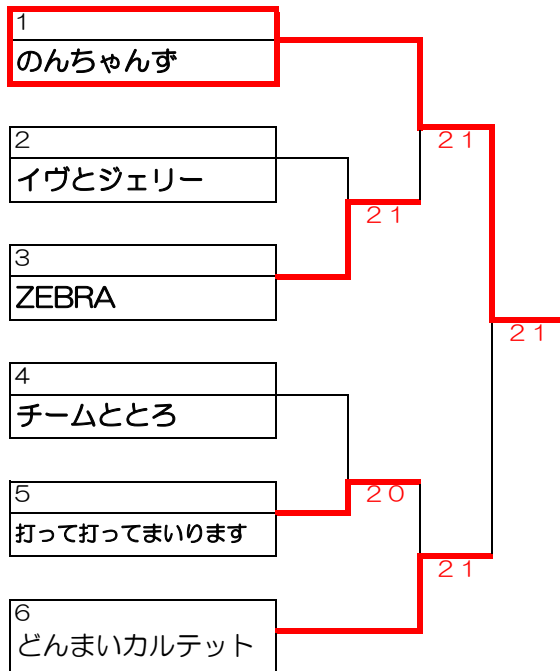 1
のんちゃんず
2
イヴとジェリー
3
ZEBRA
4
チームととろ
5
打って打ってまいります
6
どんまいカルテット
２１
２１
２１
２０
２１